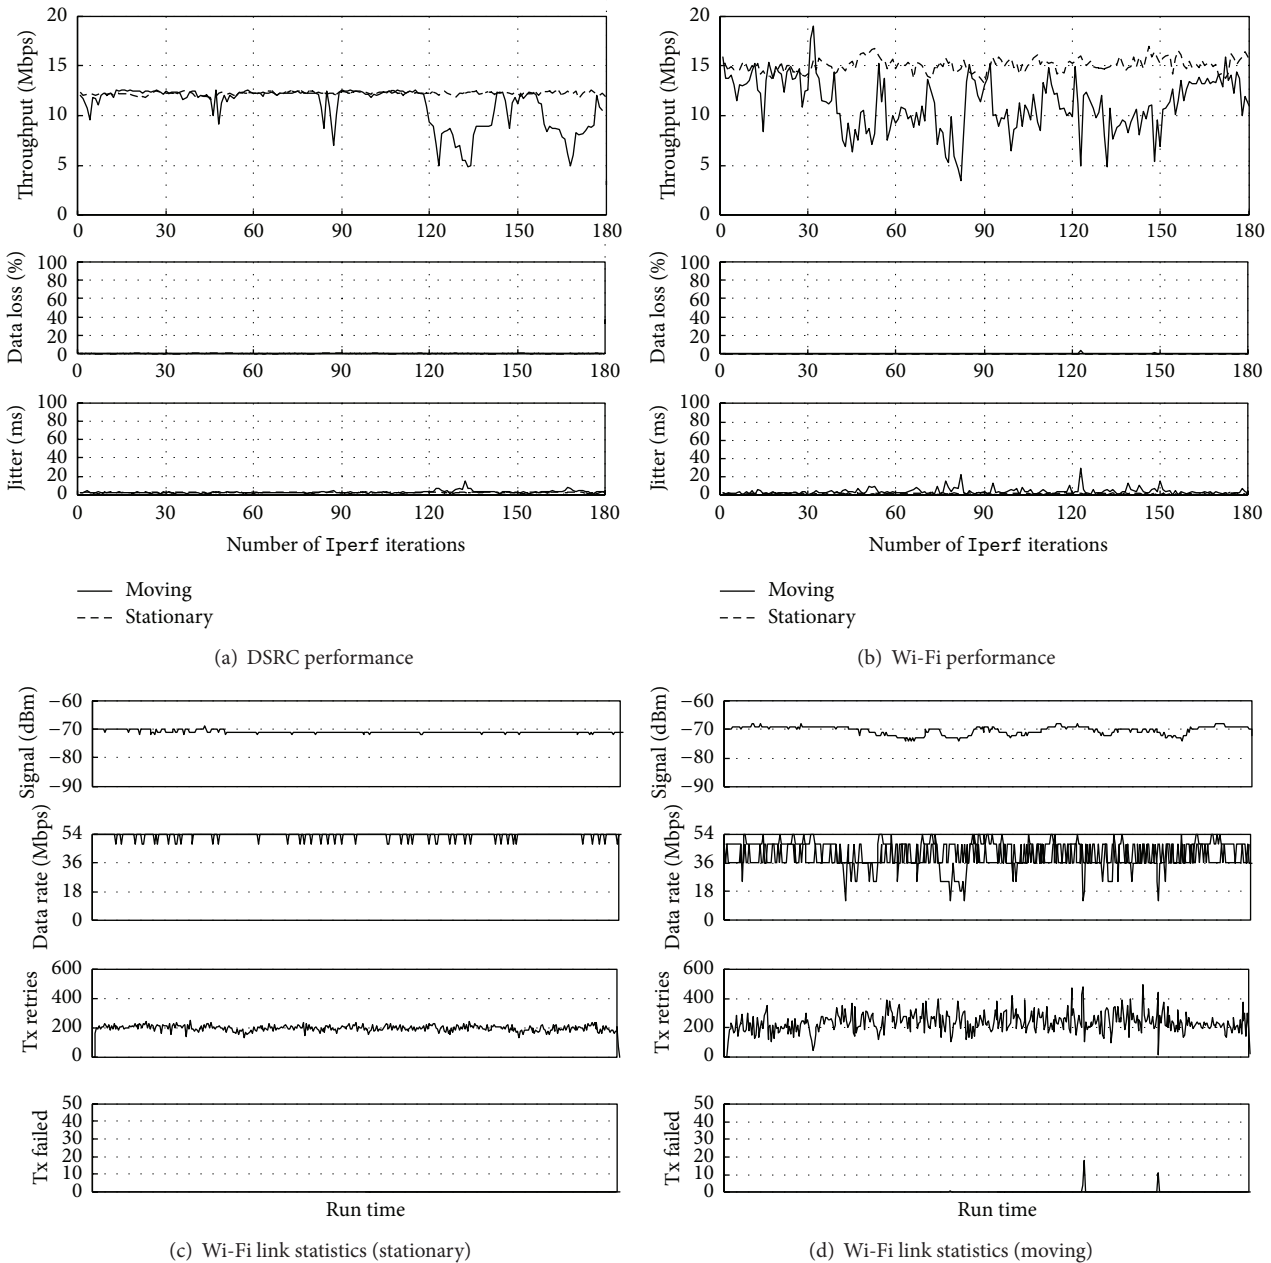 Throughput (Mbps)
20
15
10
5
0
0 30 60 90 120 150 180
Data loss (%)
100
80
60
40
20
0
0 30 60 90 120 150 180
Jitter (ms)
100
80
60
40
20
0
0 30 60 90 120 150 180
Number of Iperf iterations
Moving
Stationary
(a) DSRC performance
Throughput (Mbps)
20
15
10
5
0
0 30 60 90 120 150 180
Data loss (%)
100
80
60
40
20
0
0 30 60 90 120 150 180
Jitter (ms)
100
80
60
40
20
0
0 30 60 90 120 150 180
Number of Iperf iterations
Moving
Stationary
(b) Wi-Fi performance
Signal (dBm)
−60
−70
−80
−90
Data rate (Mbps)
54
36
18
0
Tx retries
600
400
200
0
Tx failed
50
40
30
20
10
0
Run time
(c) Wi-Fi link statistics (stationary)
Signal (dBm)
−60
−70
−80
−90
Data rate (Mbps)
54
36
18
0
Tx retries
600
400
200
0
Tx failed
50
40
30
20
10
0
Run time
(d) Wi-Fi link statistics (moving)